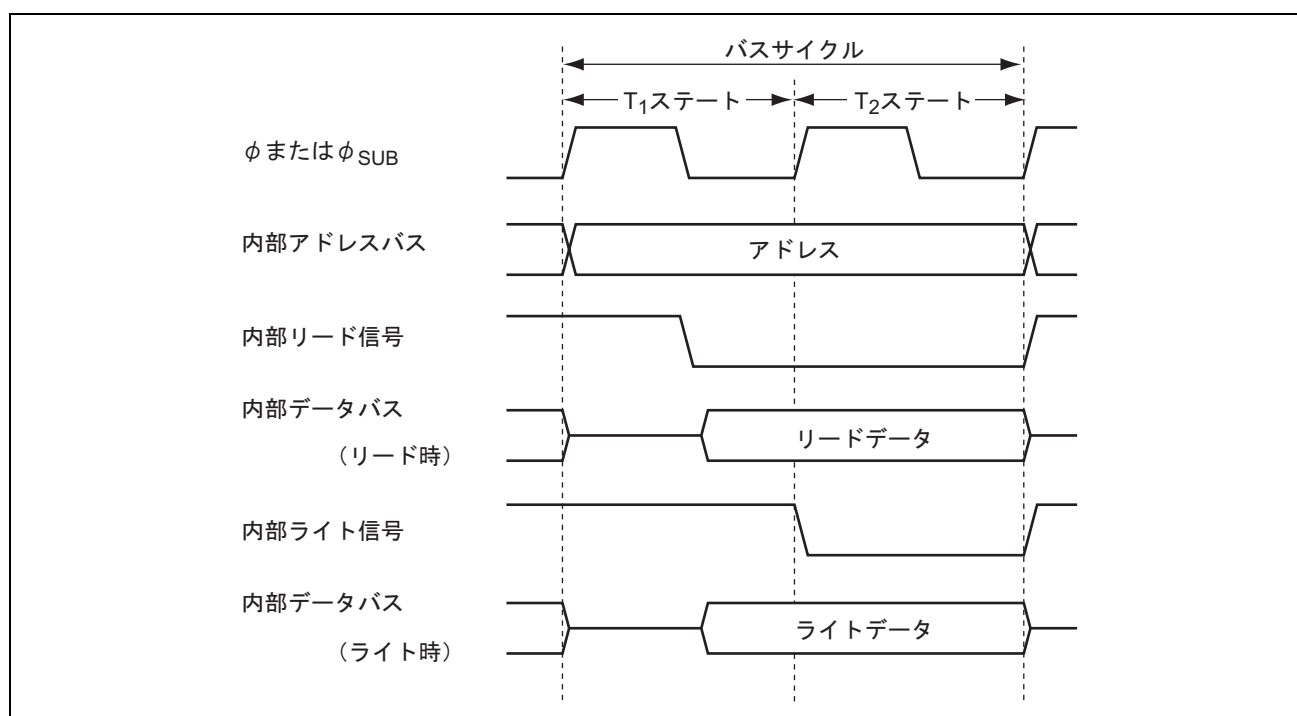 バスサイクル
T1ステート
T2ステート
φまたはφSUB
内部アドレスバス
アドレス
内部リード信号
内部データバス
（リード時）
リードデータ
内部ライト信号
内部データバス
（ライト時）
ライトデータ